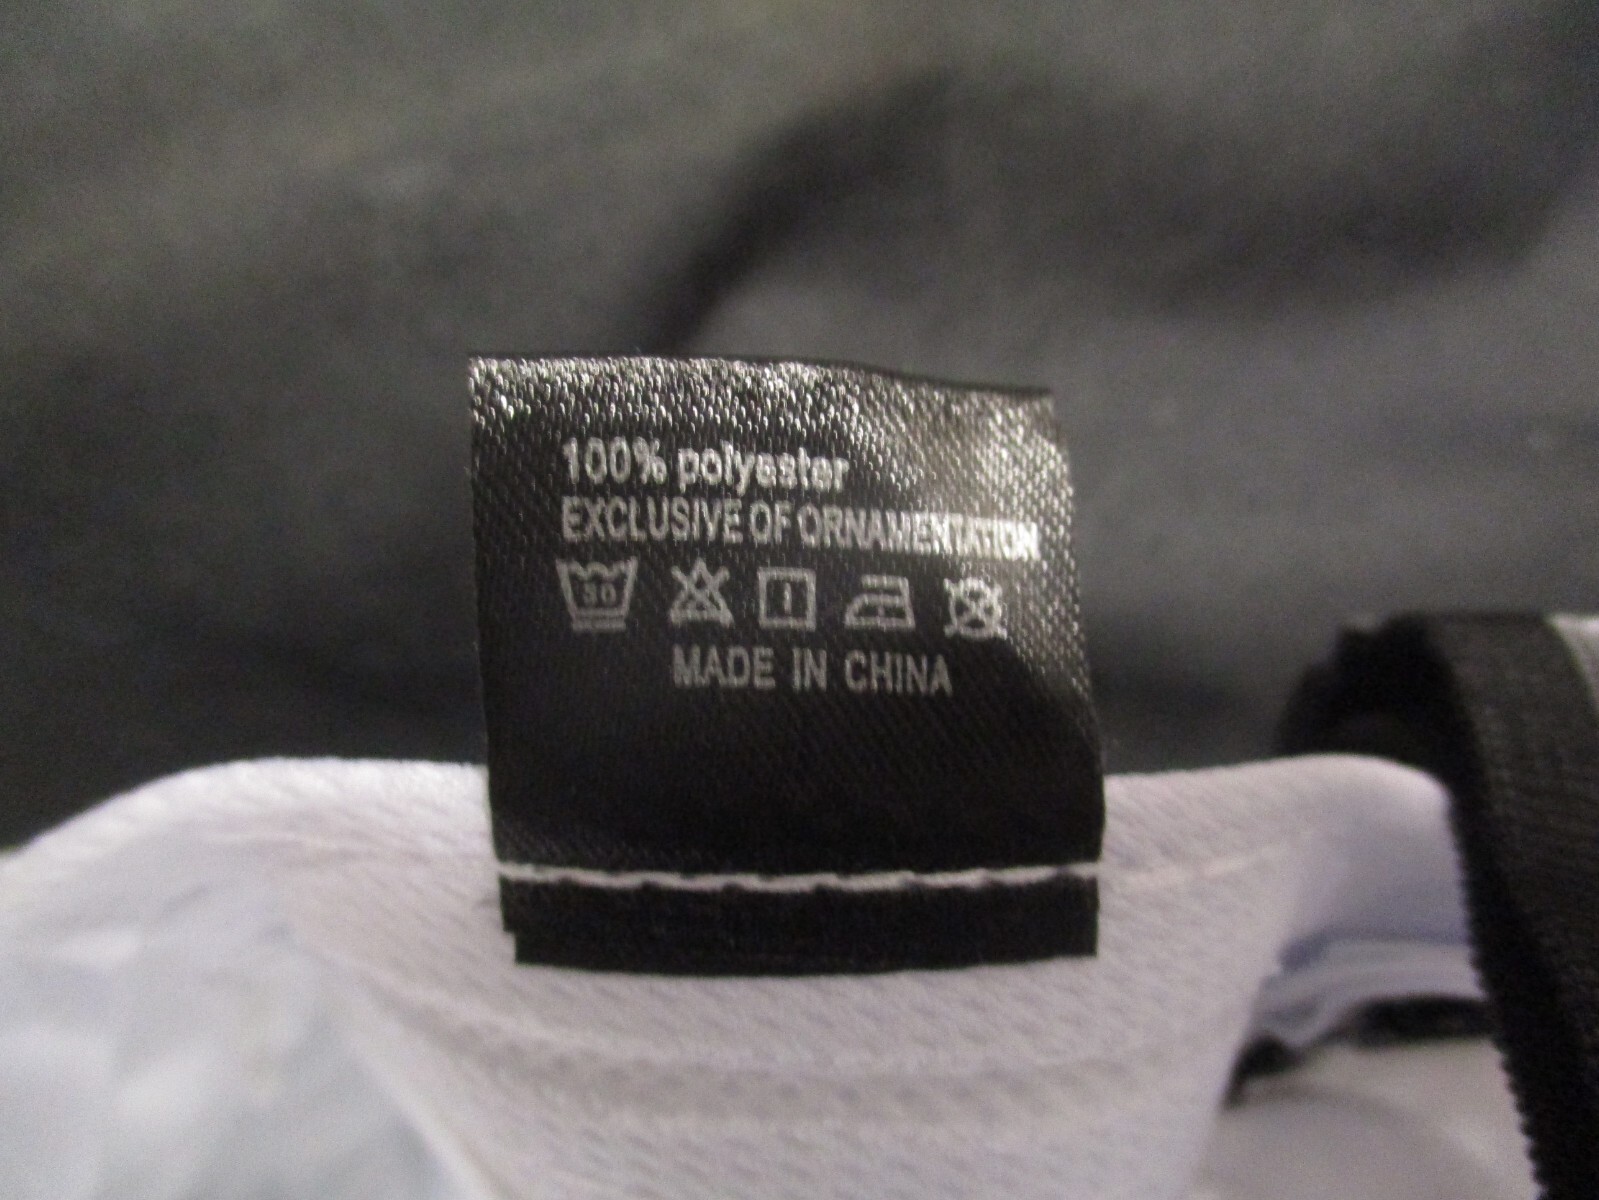 100% polyester
EXCLUSIVE OF ORNAMENTATION
30
MADE IN CHINA